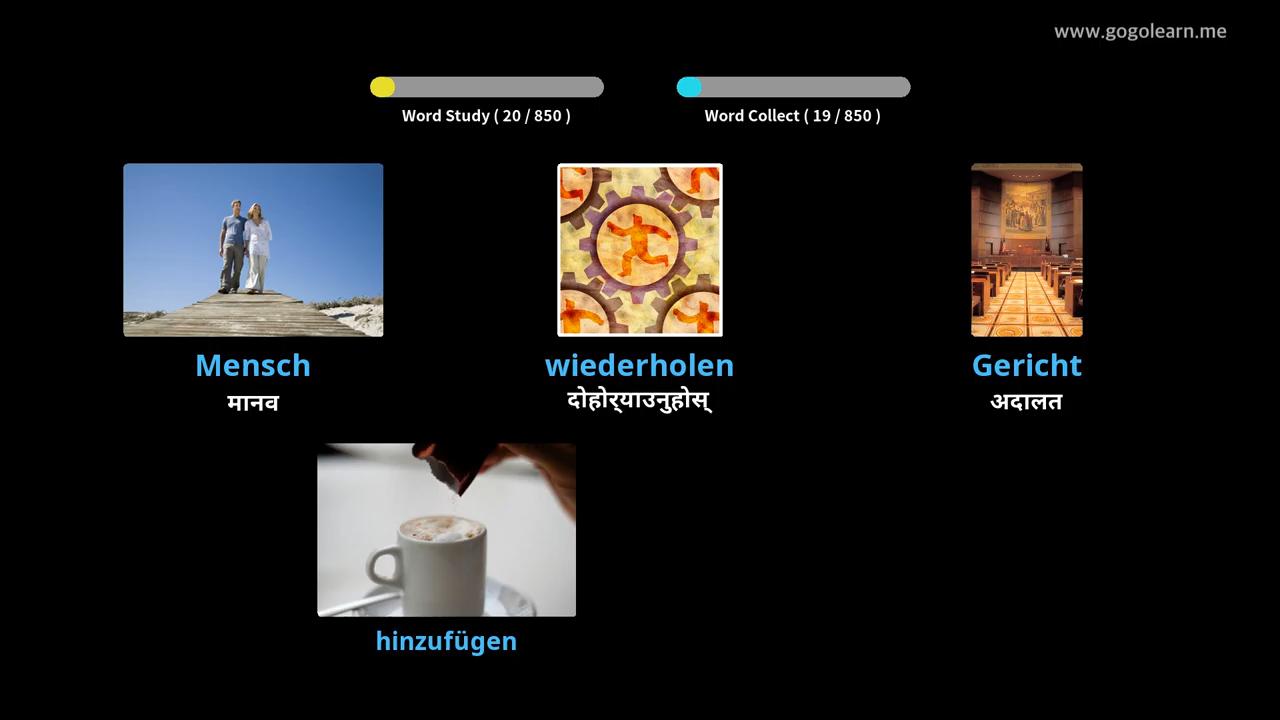 www.gogolearn.me
Word Study ( 20 / 850 )
Word Collect ( 19 / 850 )
Mensch
मानव
wiederholen
दोहोर्‍याउनुहोस्
Gericht
अदालत
hinzufügen